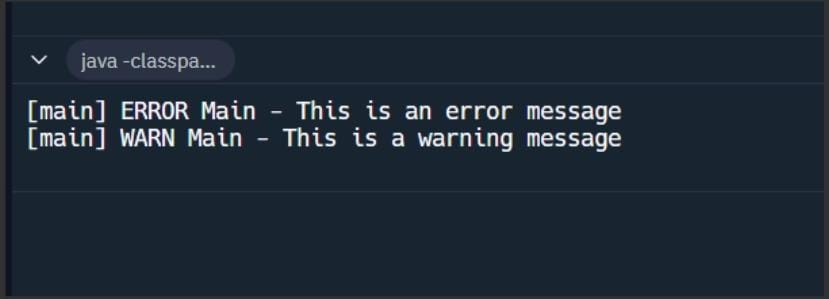 java -classpa...
[main] ERROR Main - This is an error message
[main] WARN Main - This is a warning message